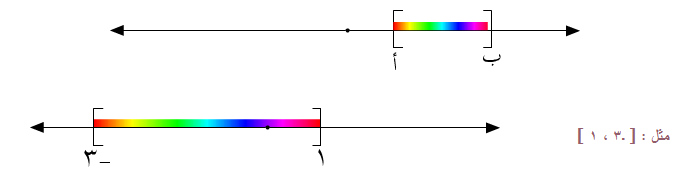 ب أ
مثل : [ -٣ ، ١ ]
١ –٣